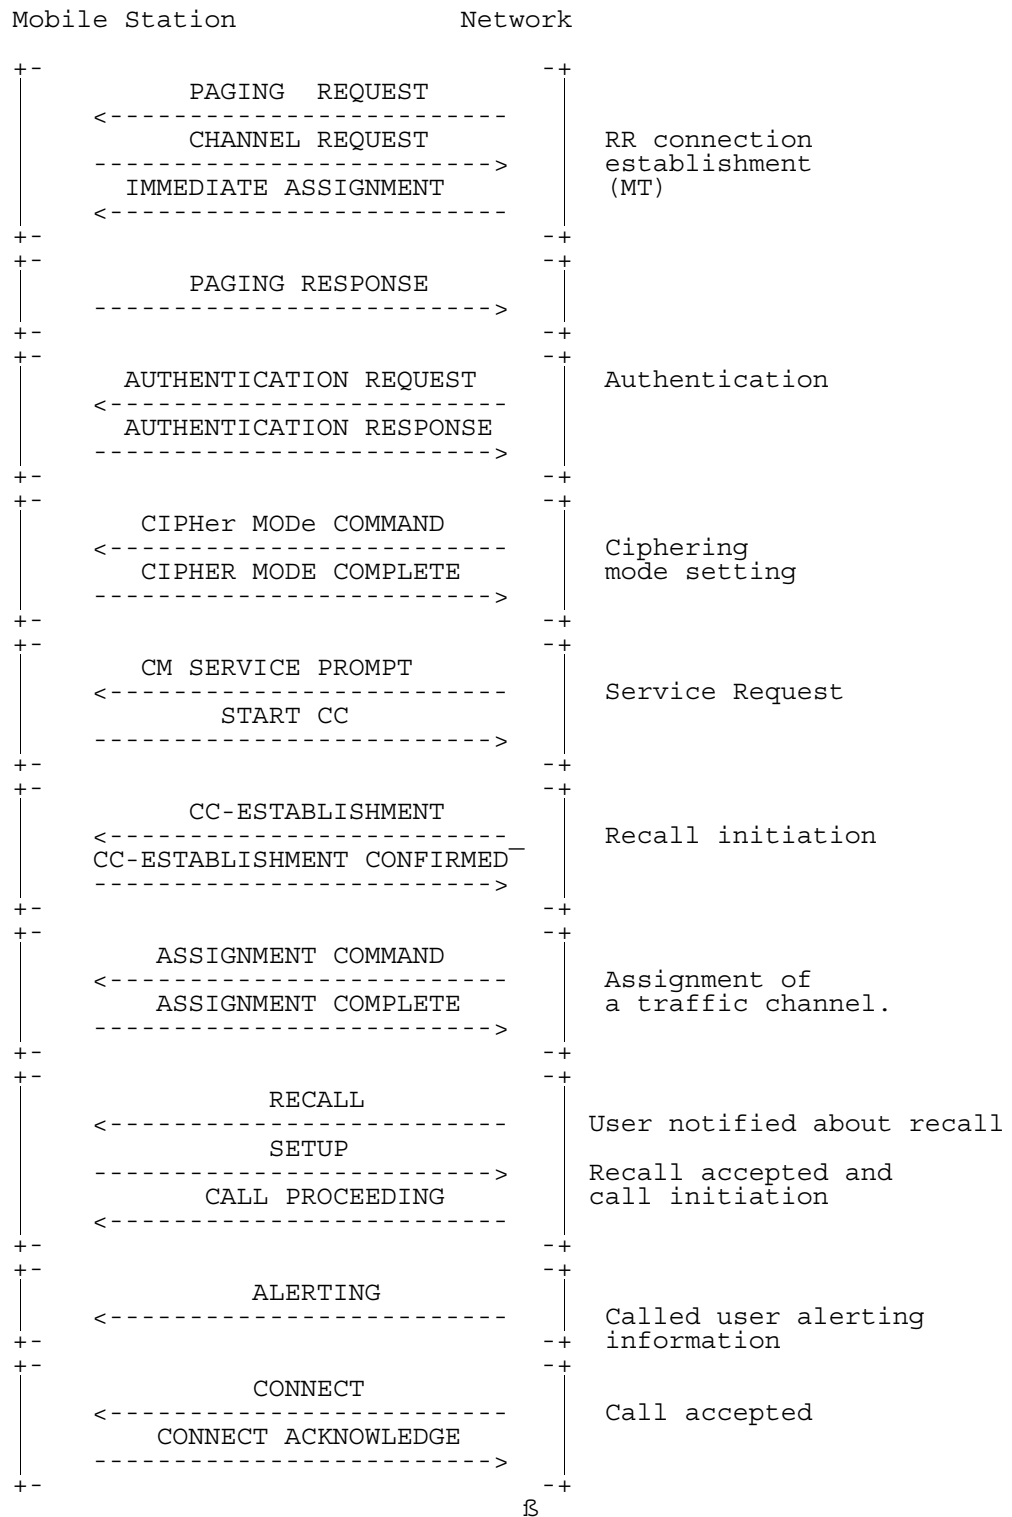 Mobile Station Network
+- -+
PAGING REQUEST
<-------------------------
CHANNEL REQUEST RR connection
-------------------------> establishment
IMMEDIATE ASSIGNMENT (MT)
<-------------------------
+- -+
+- -+
PAGING RESPONSE
------------------------->
+- -+
+- -+
AUTHENTICATION REQUEST Authentication
<-------------------------
AUTHENTICATION RESPONSE
------------------------->
+- -+
+- -+
CIPHer MODe COMMAND
<------------------------- Ciphering
CIPHER MODE COMPLETE mode setting
------------------------->
+- -+
+- -+
CM SERVICE PROMPT
<------------------------- Service Request
START CC
------------------------->
+- -+
+- -+
CC-ESTABLISHMENT
<------------------------- Recall initiation
CC-ESTABLISHMENT CONFIRMED¯
------------------------->
+- -+
+- -+
ASSIGNMENT COMMAND
<------------------------- Assignment of
ASSIGNMENT COMPLETE a traffic channel.
------------------------->
+- -+
+- -+
RECALL
<------------------------- User notified about recall
SETUP
-------------------------> Recall accepted and
CALL PROCEEDING call initiation
<-------------------------
+- -+
+- -+
ALERTING
<------------------------- Called user alerting
+- -+ information
+- -+
CONNECT
<------------------------- Call accepted
CONNECT ACKNOWLEDGE
------------------------->
+- -+
ß